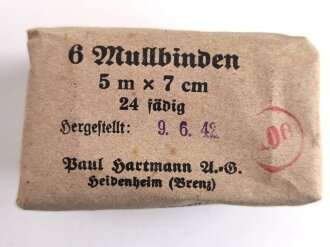 6 Mullbinden
5 m × 7 cm
24 fädig
Hergestellt: 9. 6. 42
Paul Hartmann A.-G.
Heidenheim (Brenz)